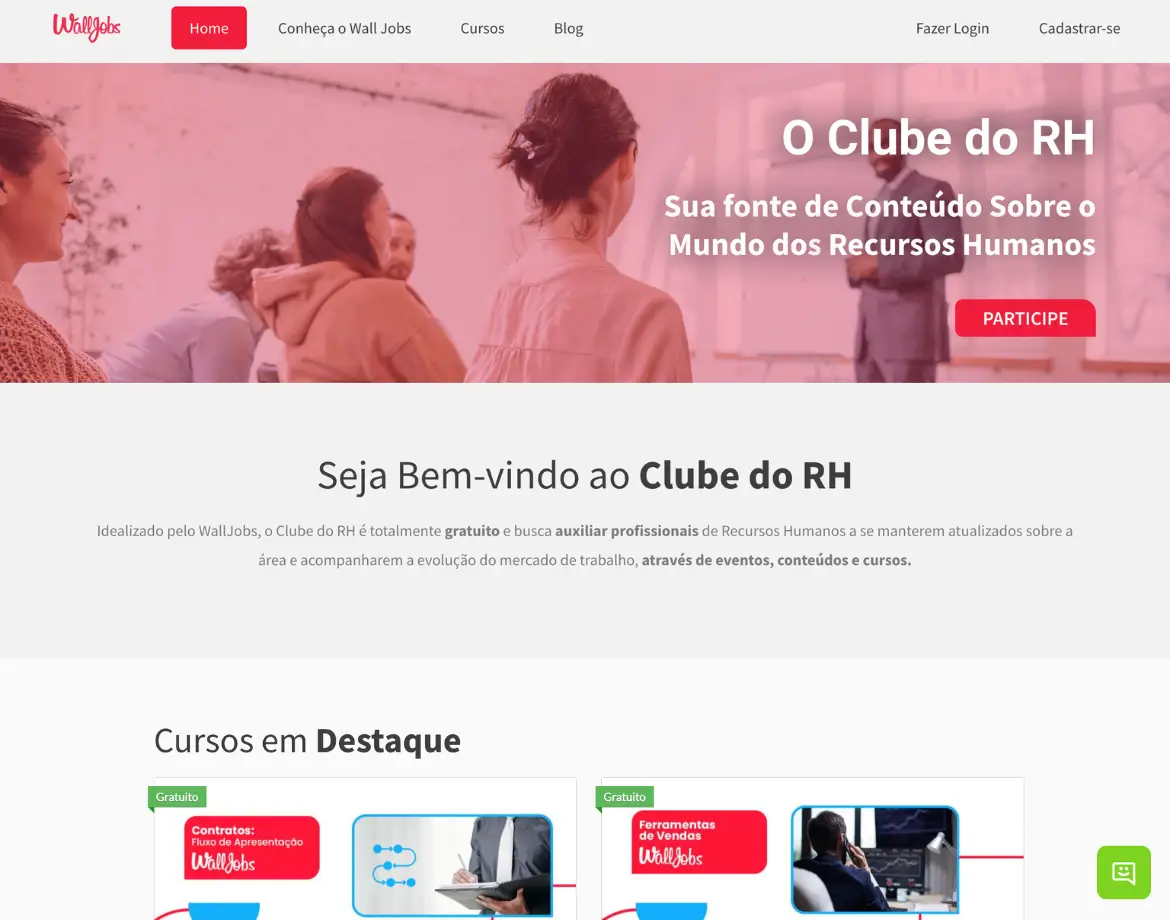 WallJobs
Home
Conheça o Wall Jobs
Cursos
Blog
Fazer Login
Cadastrar-se
O Clube do RH
Sua fonte de Conteúdo Sobre o
Mundo dos Recursos Humanos
PARTICIPE
Seja Bem-vindo ao Clube do RH
Idealizado pelo WallJobs, o Clube do RH é totalmente gratuito e busca auxiliar profissionais de Recursos Humanos a se manterem atualizados sobre a
área e acompanharem a evolução do mercado de trabalho, através de eventos, conteúdos e cursos.
Cursos em Destaque
Gratuito
Contratos:
Fluxo de Apresentação
WallJobs
Gratuito
Ferramentas
de Vendas
WallJobs